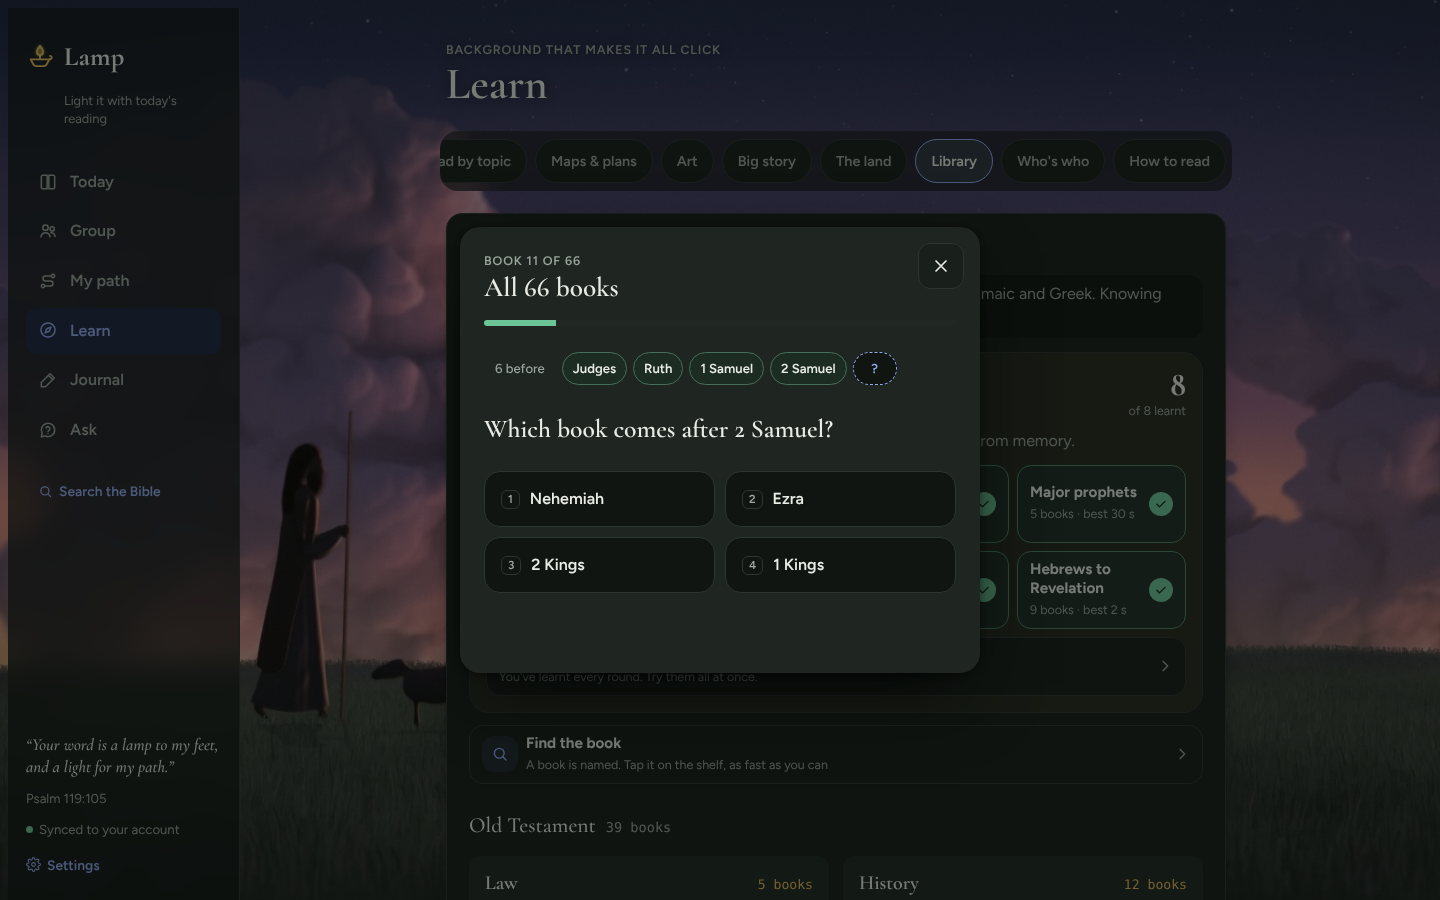 Lamp
Light it with today's
reading
Today
Group
My path
Learn
Journal
Ask
Search the Bible
“Your word is a lamp to my feet,
and a light for my path.”
Psalm 119:105
Synced to your account
Settings
BACKGROUND THAT MAKES IT ALL CLICK
Learn
ad by topic
Maps & plans
Art
Big story
The land
Library
Who's who
How to read
BOOK 11 OF 66
All 66 books
6 before
Judges
Ruth
1 Samuel
2 Samuel
?
Which book comes after 2 Samuel?
1 Nehemiah
2 Ezra
3 2 Kings
4 1 Kings
maic and Greek. Knowing
8
of 8 learnt
rom memory.
Major prophets
5 books · best 30 s
Hebrews to
Revelation
9 books · best 2 s
You've learnt every round. Try them all at once.
Find the book
A book is named. Tap it on the shelf, as fast as you can
Old Testament 39 books
Law 5 books
History 12 books